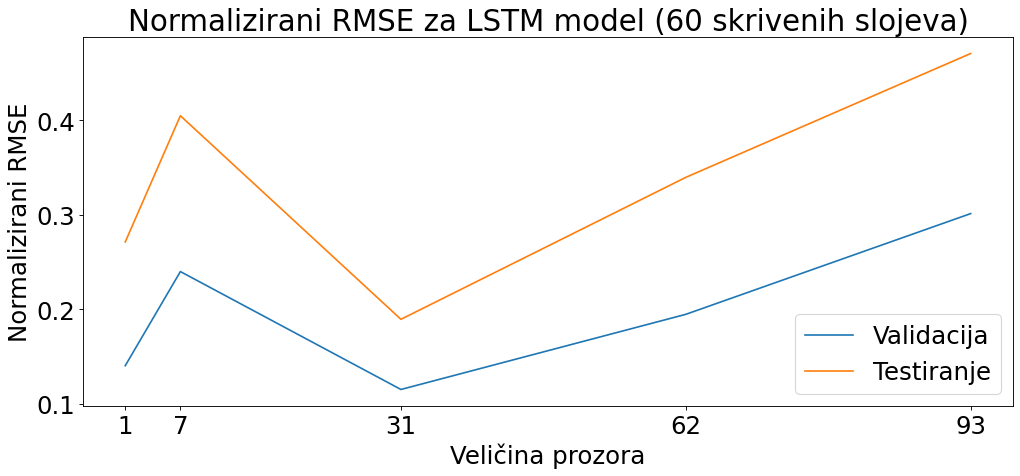 Normalizirani RMSE za LSTM model (60 skrivenih slojeva)
Normalizirani RMSE
0.4
0.3
0.2
0.1
Validacija
Testiranje
1 7 31 62 93
Veličina prozora